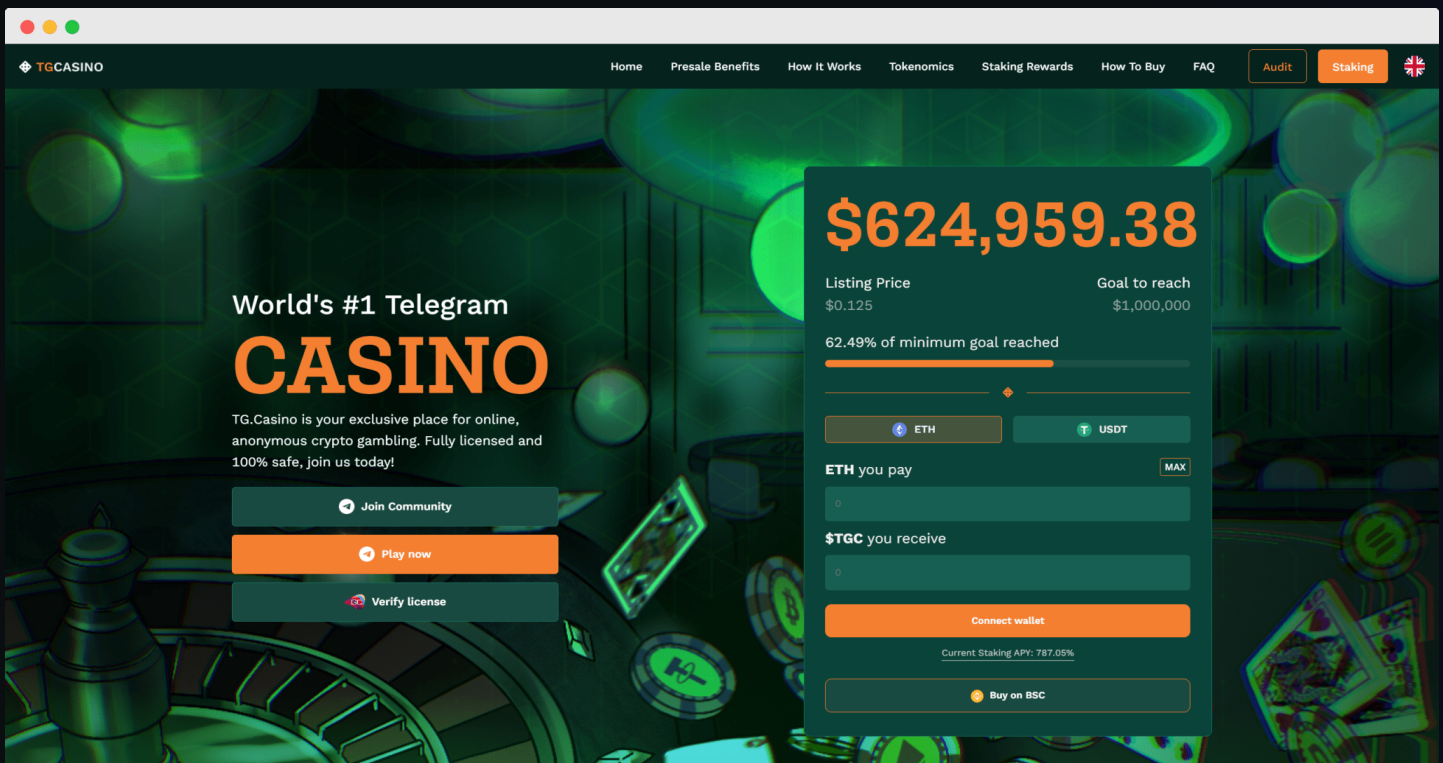 TGCASINO
Home Presale Benefits How It Works Tokenomics Staking Rewards How To Buy FAQ Audit Staking
World's #1 Telegram
CASINO
TG.Casino is your exclusive place for online,
anonymous crypto gambling. Fully licensed and
100% safe, join us today!
Join Community
Play now
GC Verify license
$624,959.38
Listing Price Goal to reach
$0.125 $1,000,000
62.49% of minimum goal reached
ETH USDT
ETH you pay MAX
0
$TGC you receive
0
Connect wallet
Current Staking APY: 787.05%
Buy on BSC